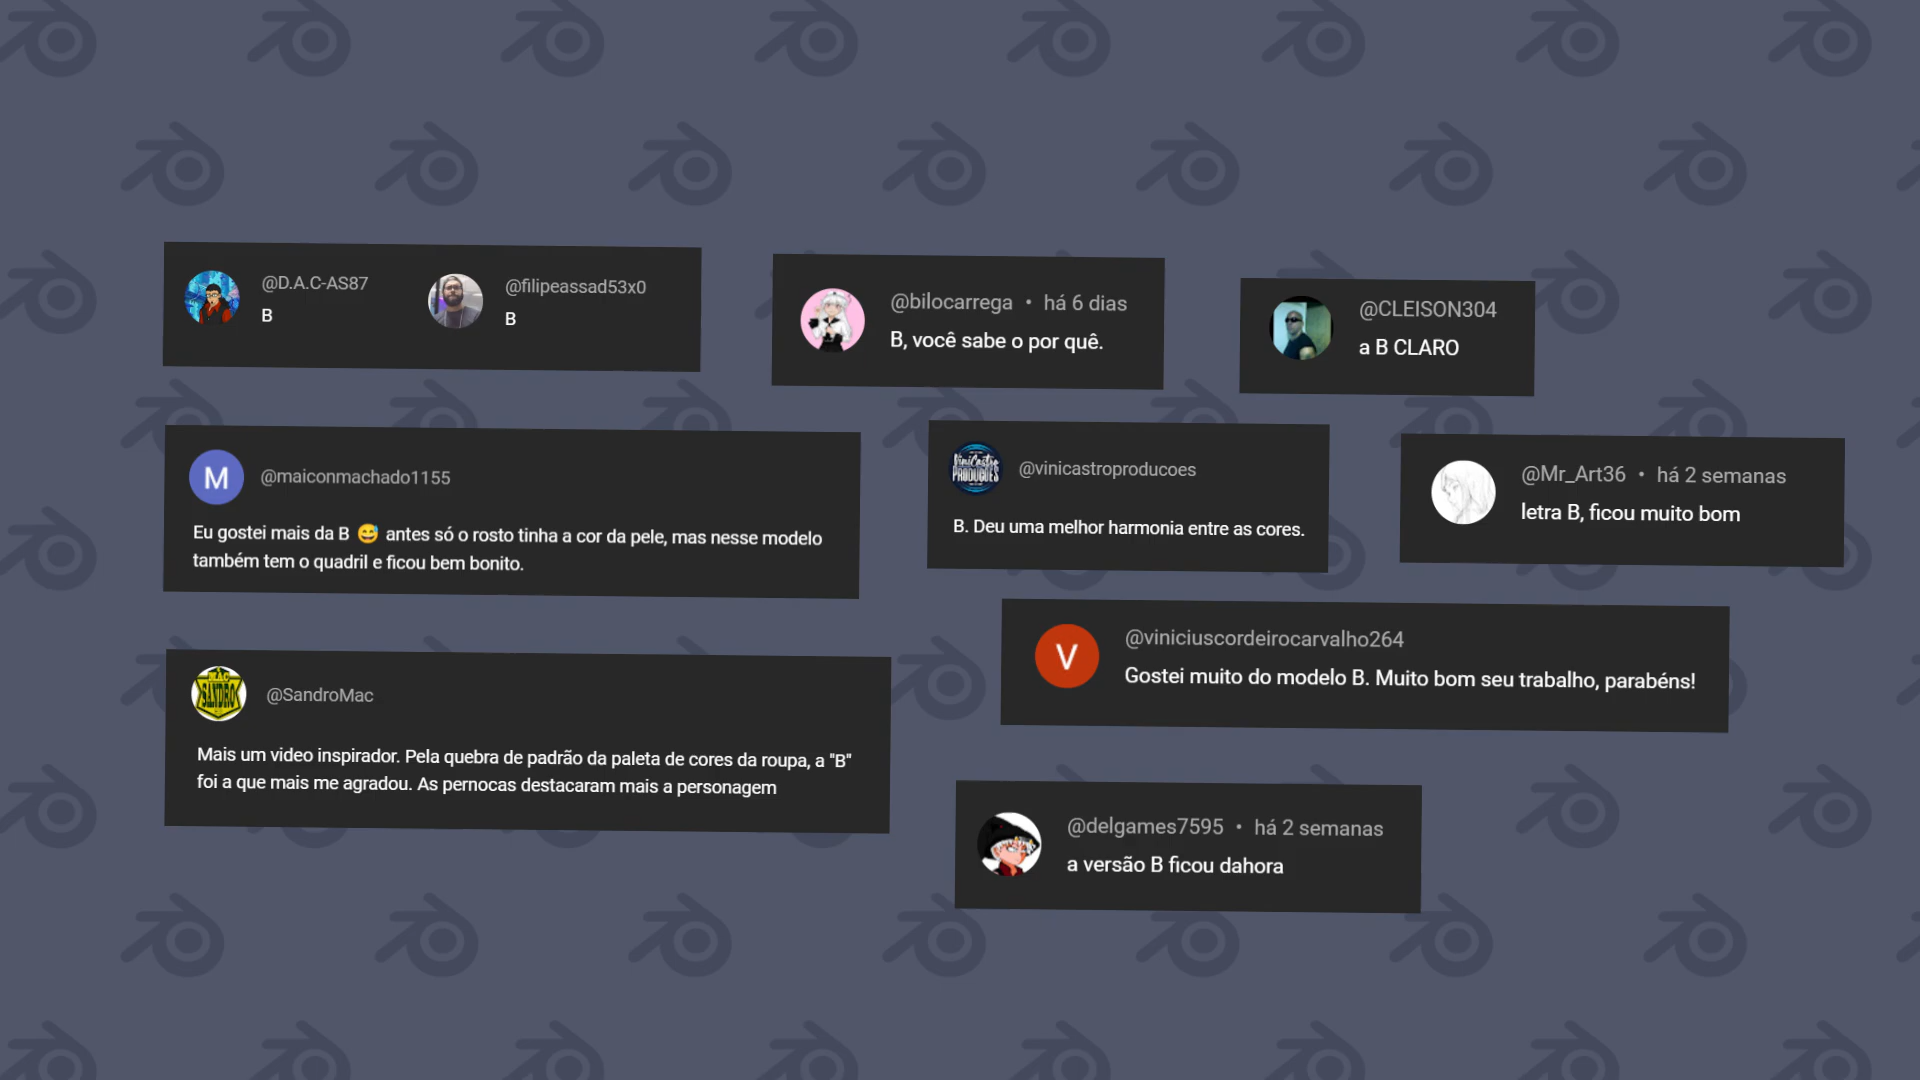 @D.A.C-AS87
B
@filipeassad53x0
B
@bilocarrega • há 6 dias
B, você sabe o por quê.
@CLEISON304
a B CLARO
M
@maiconmachado1155
Eu gostei mais da B 😅 antes só o rosto tinha a cor da pele, mas nesse modelo
também tem o quadril e ficou bem bonito.
ViniCastro
PRODUÇÕES
@vinicastroproducoes
B. Deu uma melhor harmonia entre as cores.
@Mr_Art36 • há 2 semanas
letra B, ficou muito bom
V
@viniciuscordeirocarvalho264
Gostei muito do modelo B. Muito bom seu trabalho, parabéns!
MAC
SANDRO
@SandroMac
Mais um video inspirador. Pela quebra de padrão da paleta de cores da roupa, a "B"
foi a que mais me agradou. As pernocas destacaram mais a personagem
@delgames7595 • há 2 semanas
a versão B ficou dahora